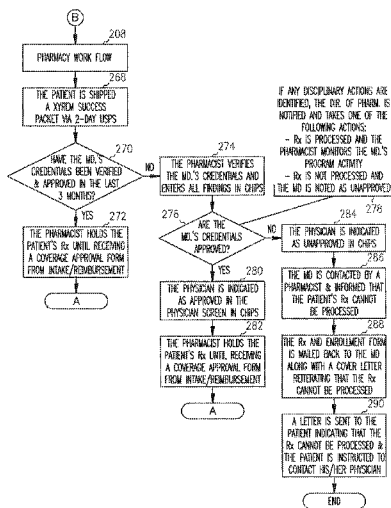 B
208
PHARMACY WORK FLOW
268
THE PATIENT IS SHIPPED
A XYREM SUCCESS
PACKET VIA 2-DAY USPS
270
HAVE THE MD.'S
CREDENTIALS BEEN VERIFIED
& APPROVED IN THE LAST
3 MONTHS?
NO
YES
272
THE PHARMACIST HOLDS THE
PATIENT'S Rx UNTIL RECEIVING
A COVERAGE APPROVAL FORM
FROM INTAKE/REIMBURSEMENT
A
274
THE PHARMACIST VERIFIES
THE MD.'S CREDENTIALS AND
ENTERS ALL FINDINGS IN CHIPS
276
ARE THE
MD.'S CREDENTIALS
APPROVED?
NO
YES
280
THE PHYSICIAN IS INDICATED
AS APPROVED IN THE
PHYSICIAN SCREEN IN CHIPS
282
THE PHARMACIST HOLDS THE
PATIENT'S Rx UNTIL RECEIVING
A COVERAGE APPROVAL FORM
FROM INTAKE/REIMBURSEMENT
A
IF ANY DISCIPLINARY ACTIONS ARE
IDENTIFIED, THE DIR. OF PHARM. IS
NOTIFIED AND TAKES ONE OF THE
FOLLOWING ACTIONS:
- Rx IS PROCESSED AND THE
PHARMACIST MONITORS THE MD.'S
PROGRAM ACTIVITY
- Rx IS NOT PROCESSED AND
THE MD IS NOTED AS UNAPPROVED
278
284
THE PHYSICIAN IS INDICATED
AS UNAPPROVED IN CHIPS
286
THE MD IS CONTACTED BY A
PHARMACIST & INFORMED THAT
THE PATIENT'S Rx CANNOT
BE PROCESSED
288
THE Rx AND ENROLLMENT FORM
IS MAILED BACK TO THE MD
ALONG WITH A COVER LETTER
REITERATING THAT THE Rx
CANNOT BE PROCESSED
290
A LETTER IS SENT TO THE
PATIENT INDICATING THAT THE
Rx CANNOT BE PROCESSED &
THE PATIENT IS INSTRUCTED TO
CONTACT HIS/HER PHYSICIAN
END